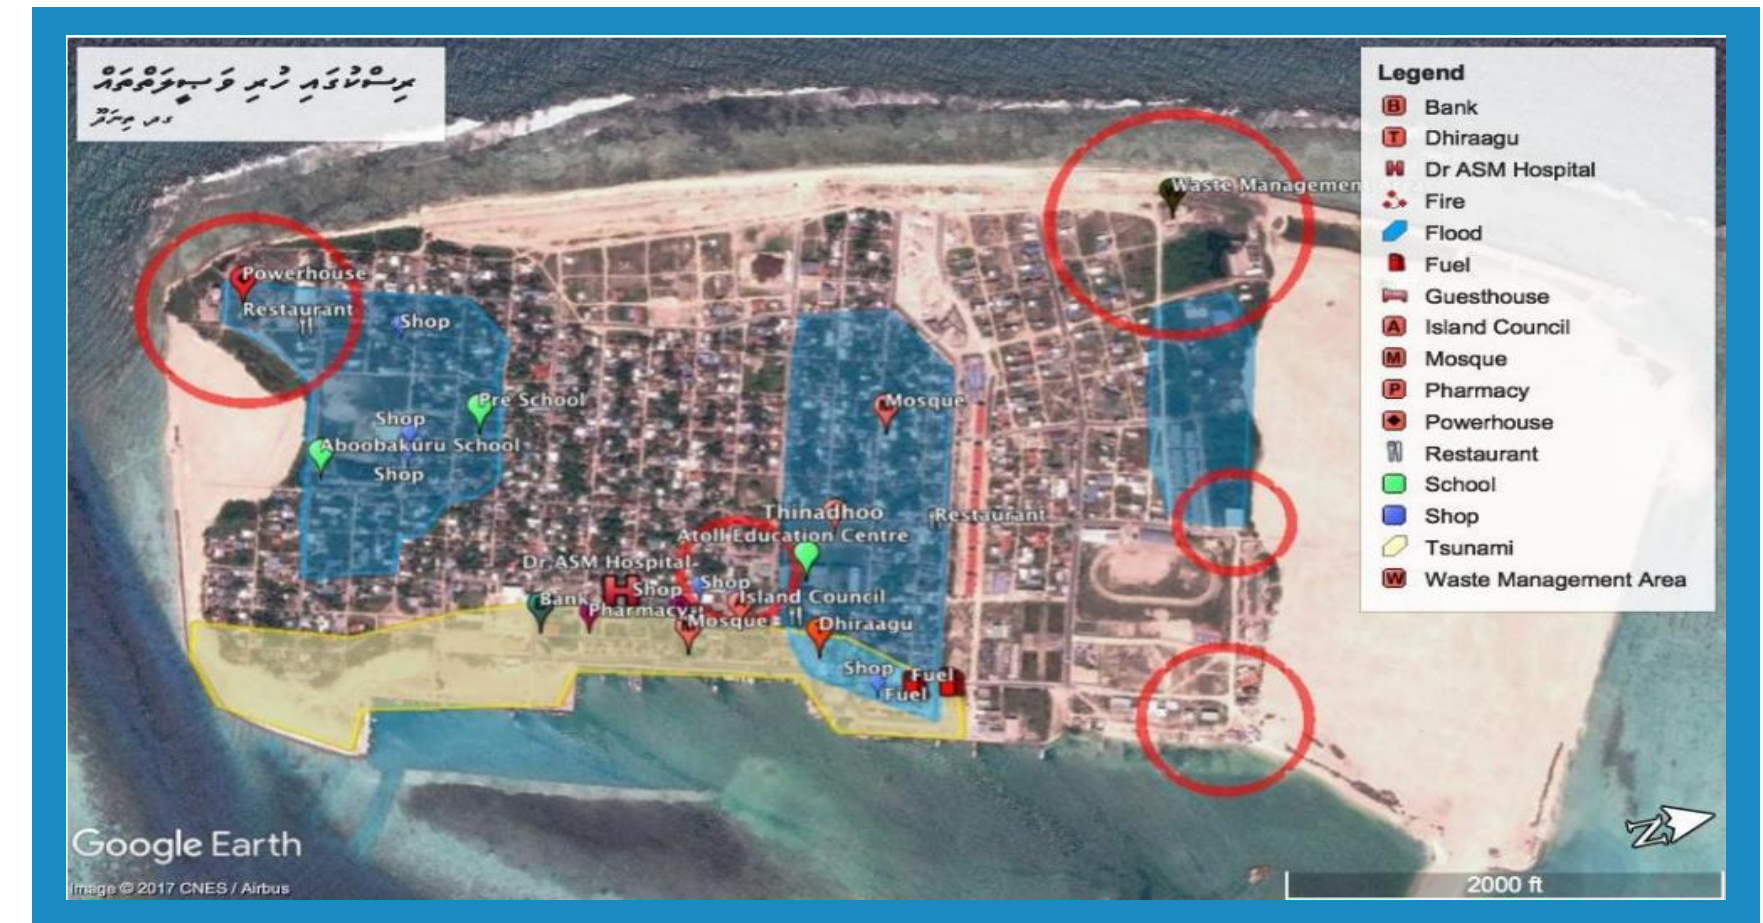 ރިސްކުގައި ހުރި ވަޞީލަތްތައް
ގދ. ތިނަދޫ
Legend
B Bank
T Dhiraagu
H Dr ASM Hospital
Fire
Flood
Fuel
Guesthouse
A Island Council
M Mosque
P Pharmacy
Powerhouse
Restaurant
School
Shop
Tsunami
W Waste Management Area
Waste Managemen
Powerhouse
Restaurant
Shop
Pre School
Mosque
Shop
Aboobakuru School
Shop
Thinadhoo
Restaurant
Atoll Education Centre
Dr ASM Hospital
H
Shop
Shop
Bank
Island Council
Pharmacy
Mosque
Dhiraagu
Shop
Fuel
Fuel
N
Google Earth
Image © 2017 CNES / Airbus
2000 ft